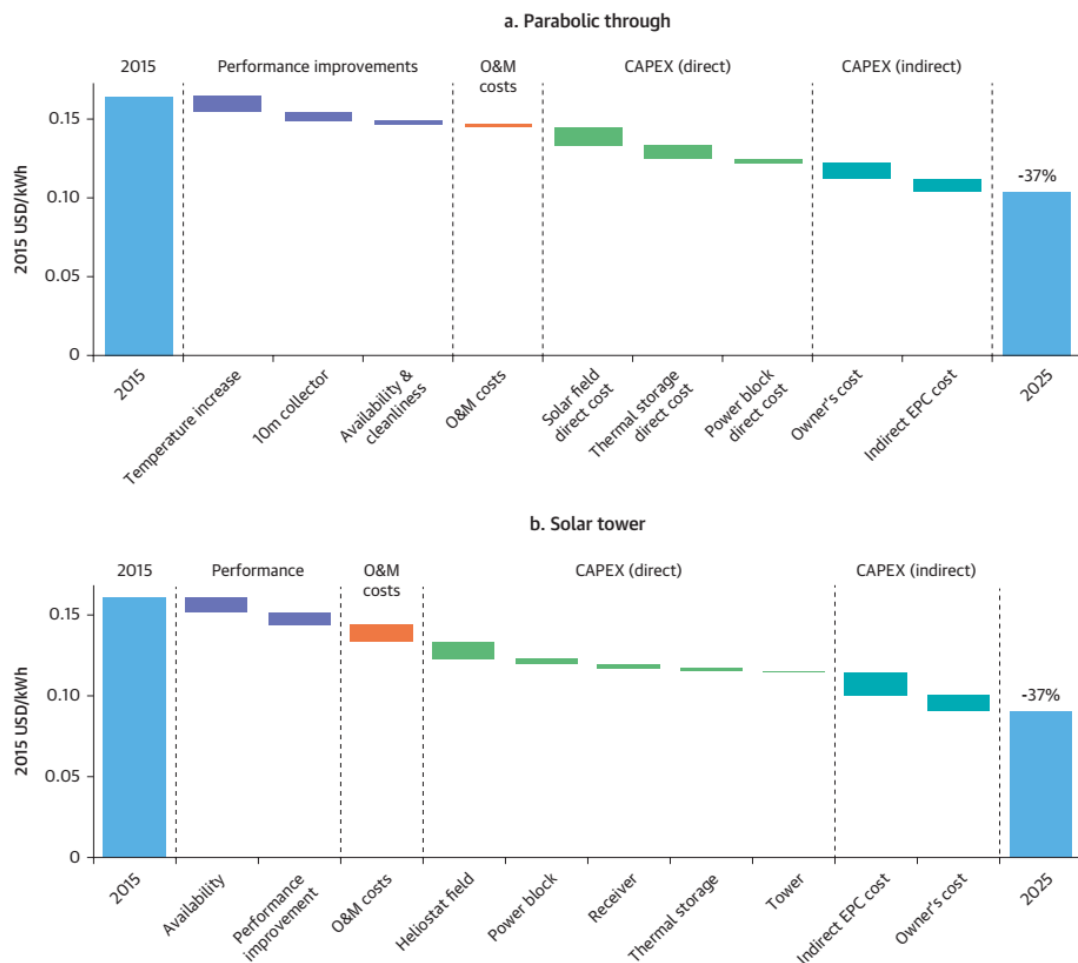 a. Parabolic through
2015
Performance improvements
O&M
costs
CAPEX (direct)
CAPEX (indirect)
2015 USD/kWh
0.15
0.10
0.05
0
-37%
2015
Temperature increase
10m collector
Availability &
cleanliness
O&M costs
Solar field
direct cost
Thermal storage
direct cost
Power block
direct cost
Owner's cost
Indirect EPC cost
2025
b. Solar tower
2015
Performance
O&M
costs
CAPEX (direct)
CAPEX (indirect)
2015 USD/kWh
0.15
0.10
0.05
0
-37%
2015
Availability
Performance
improvement
O&M costs
Heliostat field
Power block
Receiver
Thermal storage
Tower
Indirect EPC cost
Owner's cost
2025